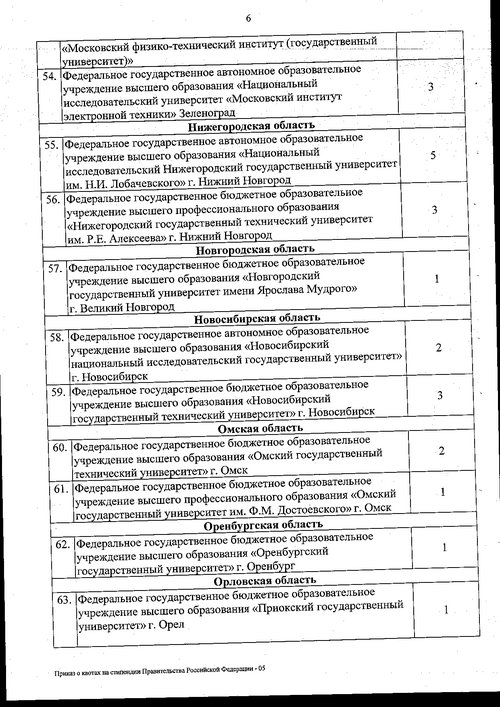 6
«Московский физико-технический институт (государственный
университет)»
54. Федеральное государственное автономное образовательное
учреждение высшего образования «Национальный
исследовательский университет «Московский институт
электронной техники» Зеленоград
3
Нижегородская область
55. Федеральное государственное автономное образовательное
учреждение высшего образования «Национальный
исследовательский Нижегородский государственный университет
им. Н.И. Лобачевского» г. Нижний Новгород
5
56. Федеральное государственное бюджетное образовательное
учреждение высшего профессионального образования
«Нижегородский государственный технический университет
им. Р.Е. Алексеева» г. Нижний Новгород
3
Новгородская область
57. Федеральное государственное бюджетное образовательное
учреждение высшего образования «Новгородский
государственный университет имени Ярослава Мудрого»
г. Великий Новгород
1
Новосибирская область
58. Федеральное государственное автономное образовательное
учреждение высшего образования «Новосибирский
национальный исследовательский государственный университет»
г. Новосибирск
2
59. Федеральное государственное бюджетное образовательное
учреждение высшего образования «Новосибирский
государственный технический университет» г. Новосибирск
3
Омская область
60. Федеральное государственное бюджетное образовательное
учреждение высшего образования «Омский государственный
технический университет» г. Омск
2
61. Федеральное государственное бюджетное образовательное
учреждение высшего профессионального образования «Омский
государственный университет им. Ф.М. Достоевского» г. Омск
1
Оренбургская область
62. Федеральное государственное бюджетное образовательное
учреждение высшего образования «Оренбургский
государственный университет» г. Оренбург
1
Орловская область
63. Федеральное государственное бюджетное образовательное
учреждение высшего образования «Приокский государственный
университет» г. Орел
1
Приказ о квотах на стипендии Правительства Российской Федерации - 05